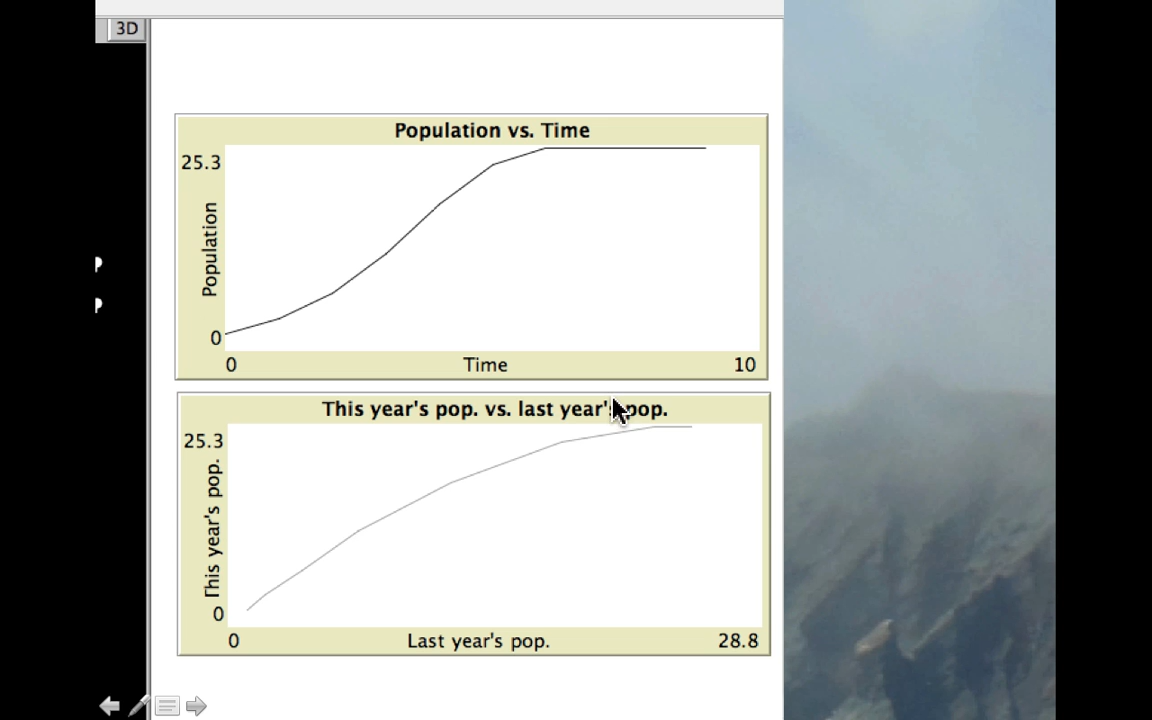 3D
Population vs. Time
25.3
Population
0
0 Time 10
This year's pop. vs. last year's pop.
25.3
This year's pop.
0
0 Last year's pop. 28.8